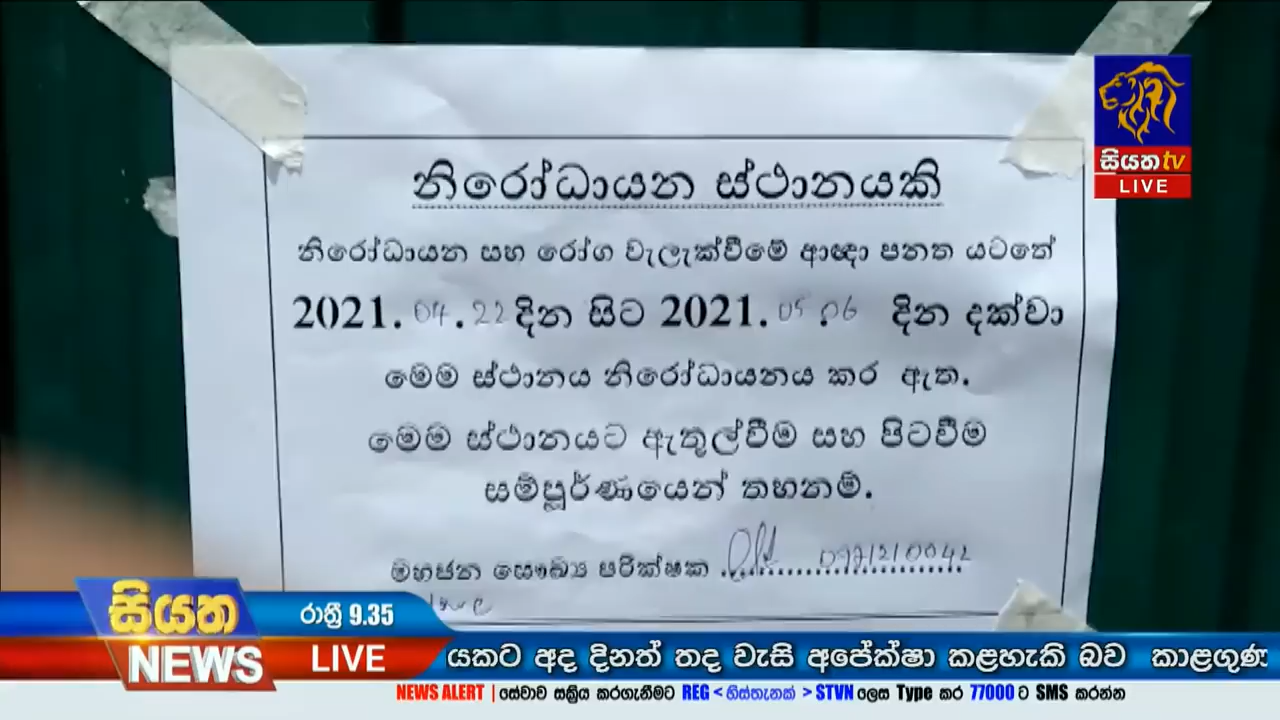 නිරෝධායන ස්ථානයකි
නිරෝධායන සහ රෝග වැලැක්වීමේ ආඥා පනත යටතේ
2021.04.22 දින සිට 2021.05.06 දින දක්වා
මෙම ස්ථානය නිරෝධායනය කර ඇත.
මෙම ස්ථානයට ඇතුල්වීම සහ පිටවීම
සම්පූර්ණයෙන් තහනම්.
මහජන සෞඛ්‍ය පරික්ෂක
සියත tv
LIVE
සියත
NEWS
රාත්‍රී 9.35
LIVE
යකට අද දිනත් තද වැසි අපේක්ෂා කළහැකි බව කාළගුණ
NEWS ALERT | සේවාව සක්‍රිය කරගැනීමට REG < හිස්තැනක් > STVN ලෙස Type කර 77000 ට SMS කරන්න